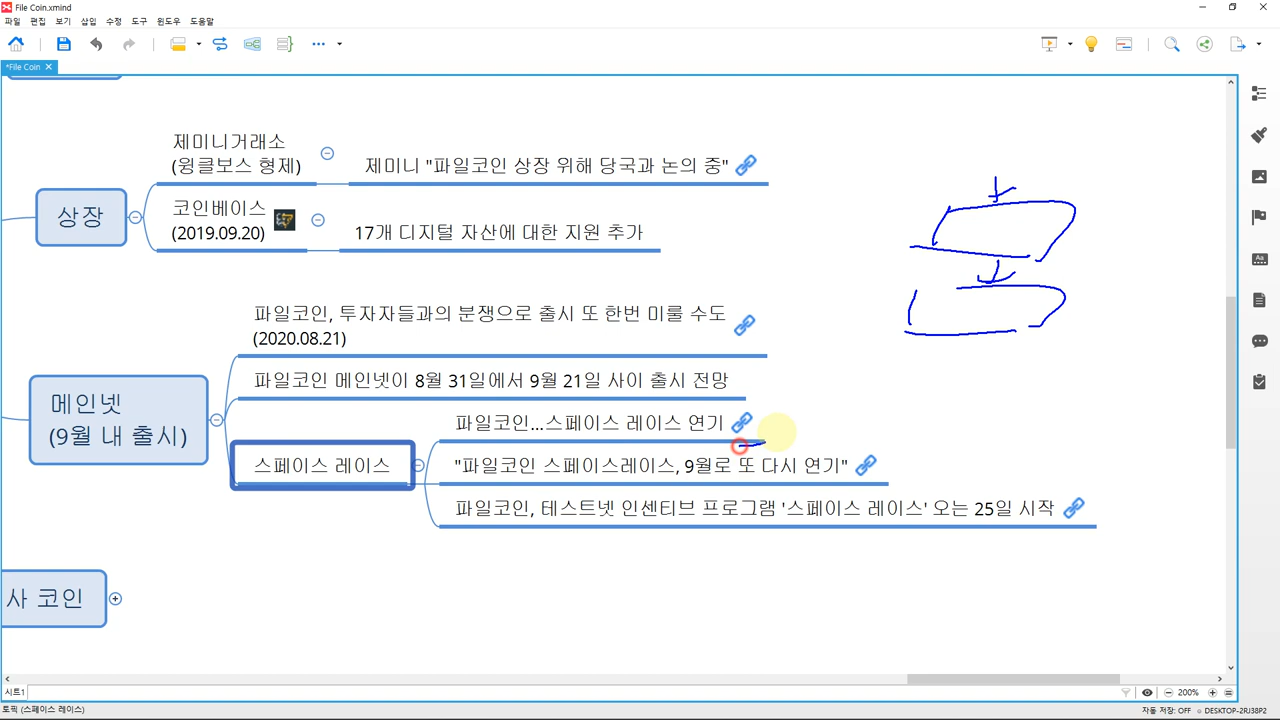 File Coin.xmind
파일 편집 보기 삽입 수정 도구 윈도우 도움말
*File Coin
상장
제미니거래소
(윙클보스 형제)
제미니 "파일코인 상장 위해 당국과 논의 중"
코인베이스
(2019.09.20)
17개 디지털 자산에 대한 지원 추가
메인넷
(9월 내 출시)
파일코인, 투자자들과의 분쟁으로 출시 또 한번 미룰 수도
(2020.08.21)
파일코인 메인넷이 8월 31일에서 9월 21일 사이 출시 전망
스페이스 레이스
파일코인...스페이스 레이스 연기
"파일코인 스페이스레이스, 9월로 또 다시 연기"
파일코인, 테스트넷 인센티브 프로그램 '스페이스 레이스' 오는 25일 시작
사 코인
시트1
200%
토픽 (스페이스 레이스)
자동 저장: OFF
DESKTOP-2RJ38P2